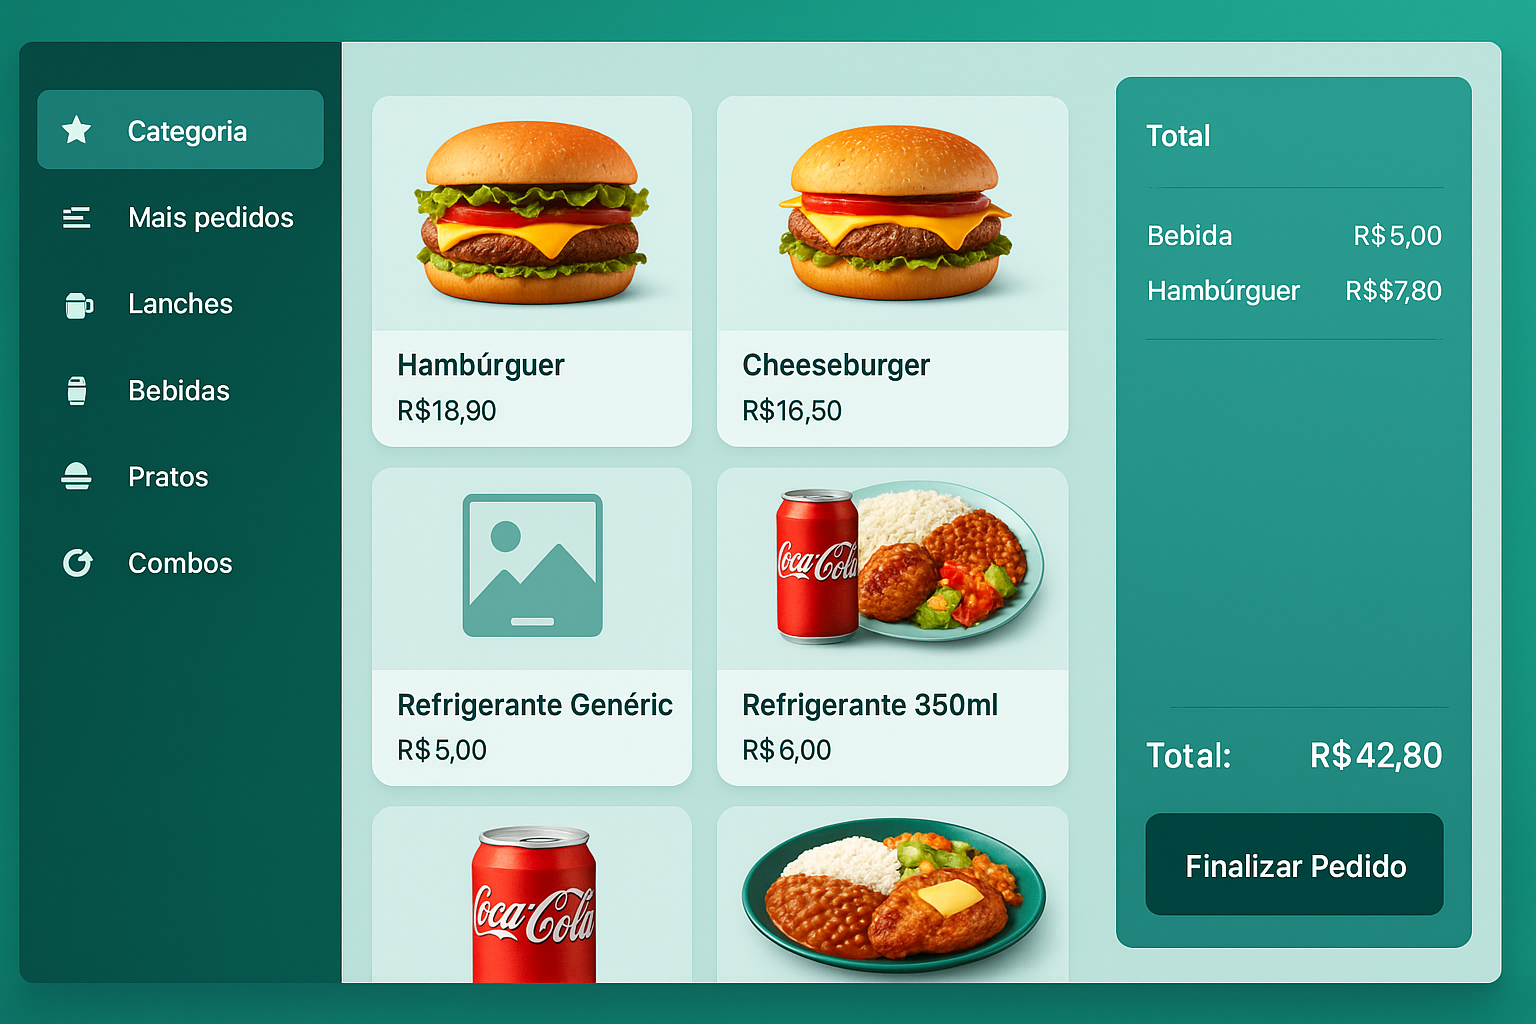 Categoria
Mais pedidos
Lanches
Bebidas
Pratos
Combos
Hambúrguer
R$18,90
Cheeseburger
R$16,50
Refrigerante Genéric
R$5,00
Coca-Cola
Refrigerante 350ml
R$6,00
Coca-Cola
Total
Bebida R$5,00
Hambúrguer R$$7,80
Total: R$42,80
Finalizar Pedido